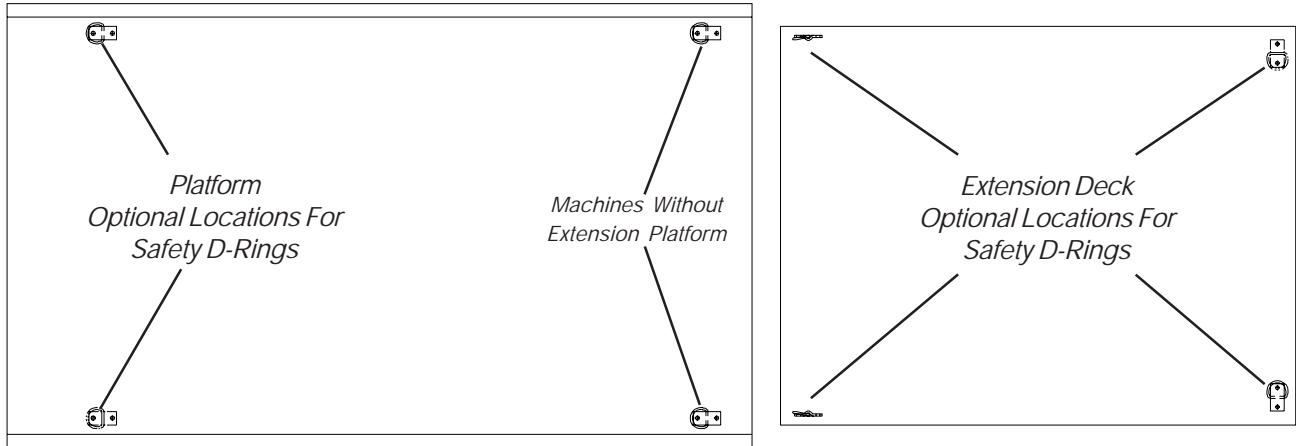 Platform
Optional Locations For
Safety D-Rings
Machines Without
Extension Platform
Extension Deck
Optional Locations For
Safety D-Rings